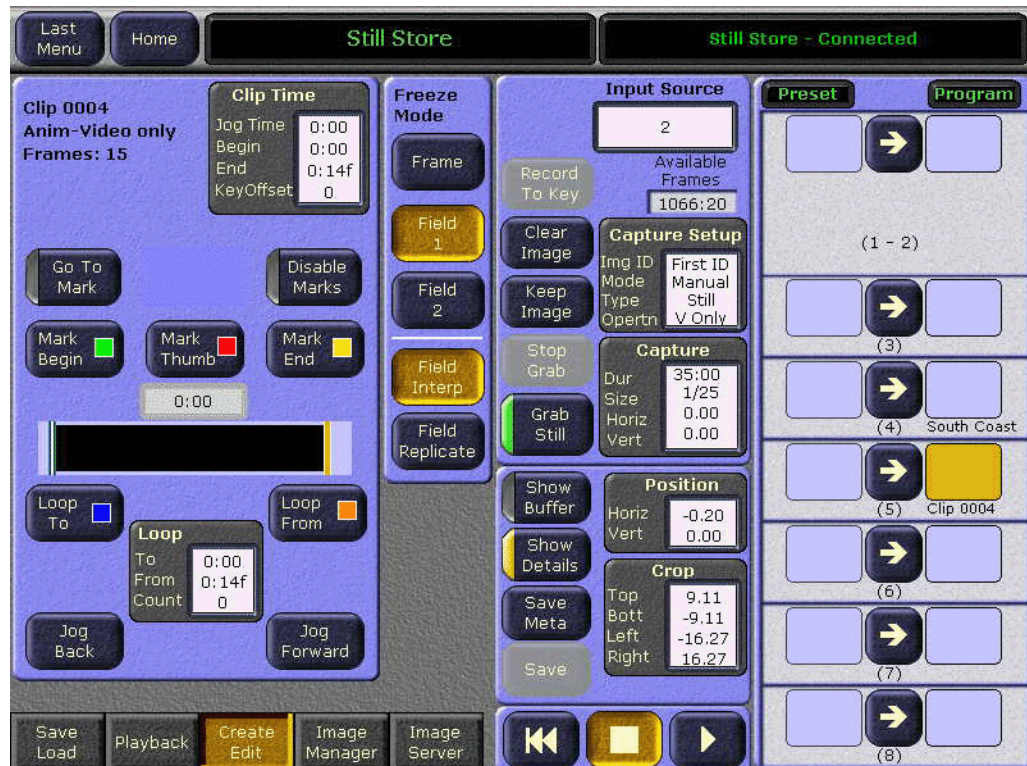 Last
Menu
Home
Still Store
Still Store - Connected
Clip 0004
Anim-Video only
Frames: 15
Clip Time
Jog Time 0:00
Begin 0:00
End 0:14f
KeyOffset 0
Go To
Mark
Disable
Marks
Mark
Begin
Mark
Thumb
Mark
End
0:00
Loop
To
Loop
From
Loop
To 0:00
From 0:14f
Count 0
Jog
Back
Jog
Forward
Freeze
Mode
Frame
Field
1
Field
2
Field
Interp
Field
Replicate
Input Source
2
Available
Frames
1066:20
Record
To Key
Clear
Image
Keep
Image
Stop
Grab
Grab
Still
Capture Setup
Img ID First ID
Mode Manual
Type Still
Opertn V Only
Capture
Dur 35:00
Size 1/25
Horiz 0.00
Vert 0.00
Show
Buffer
Show
Details
Save
Meta
Save
Position
Horiz -0.20
Vert 0.00
Crop
Top 9.11
Bott -9.11
Left -16.27
Right 16.27
Preset
Program
(1 - 2)
(3)
(4) South Coast
(5) Clip 0004
(6)
(7)
(8)
Save
Load
Playback
Create
Edit
Image
Manager
Image
Server